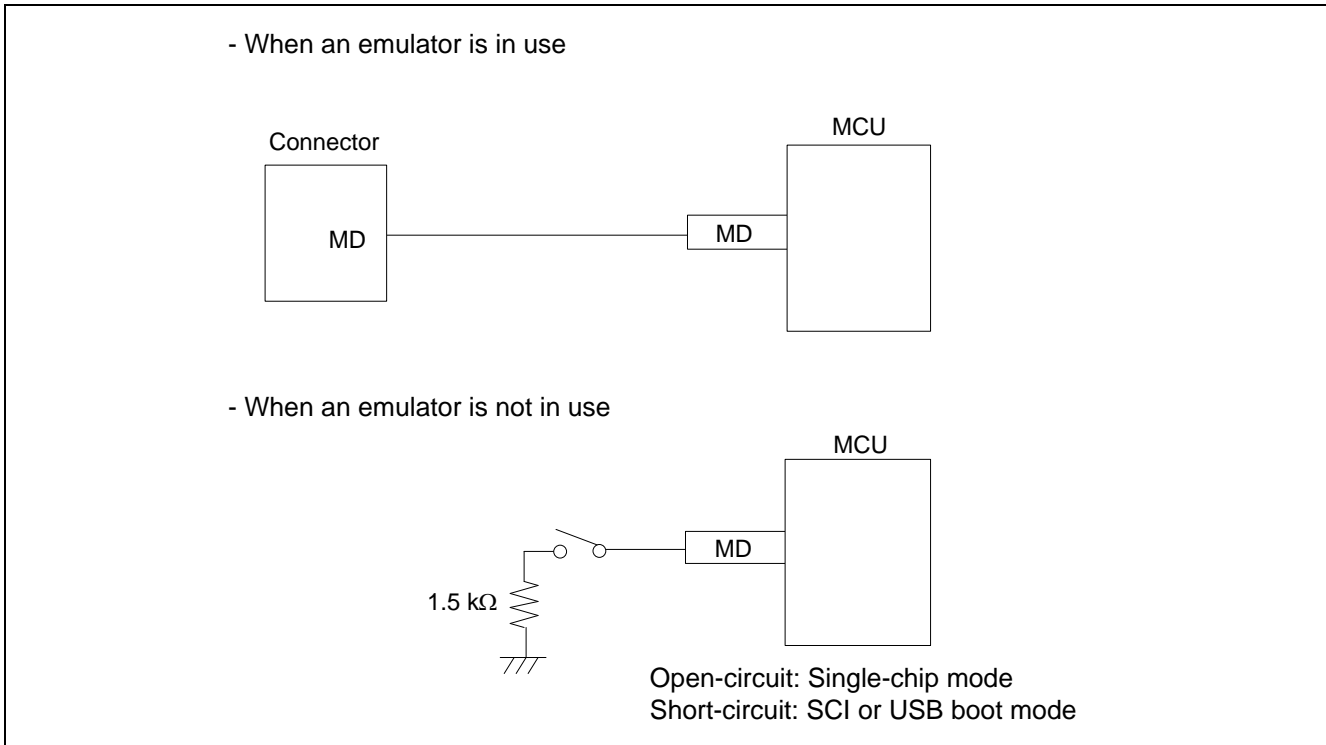 - When an emulator is in use
Connector
MCU
MD
MD
- When an emulator is not in use
MCU
MD
1.5 kΩ
Open-circuit: Single-chip mode
Short-circuit: SCI or USB boot mode